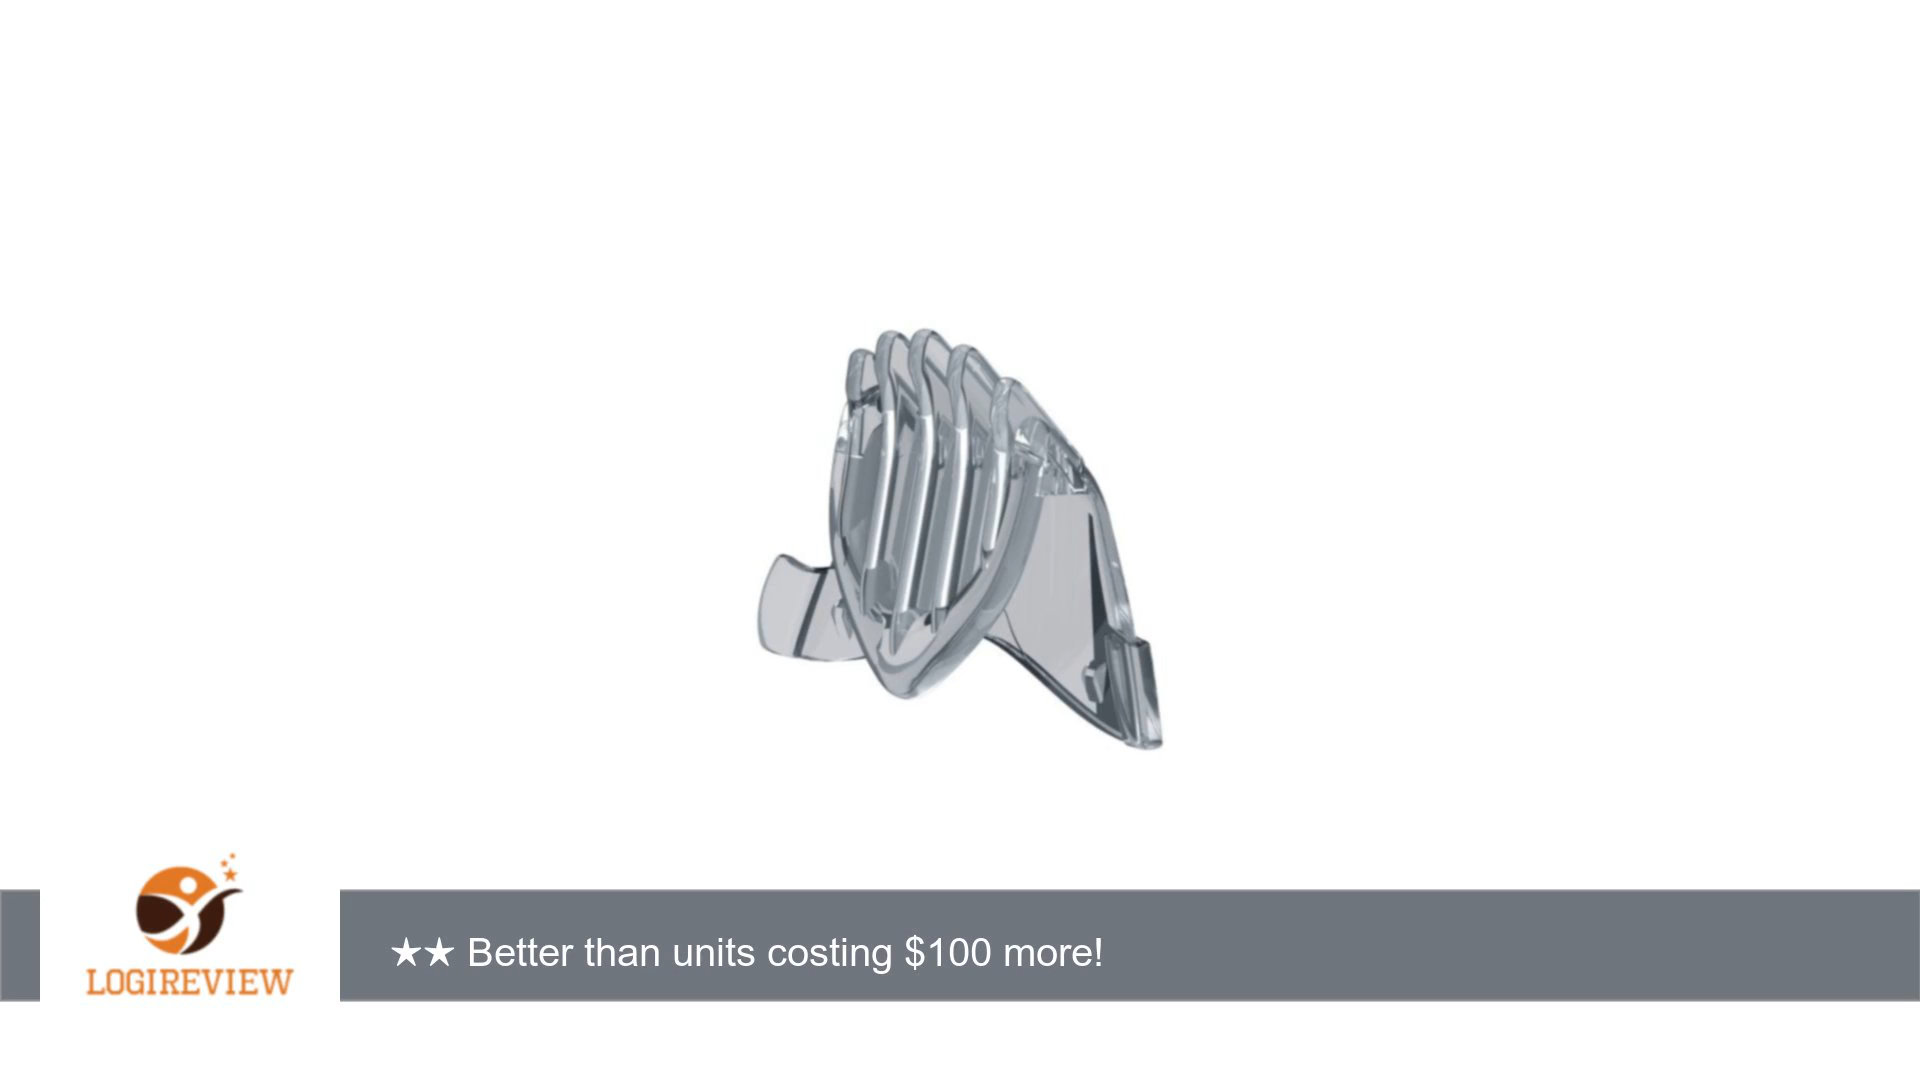 ★★ Better than units costing $100 more!
LOGIREVIEW